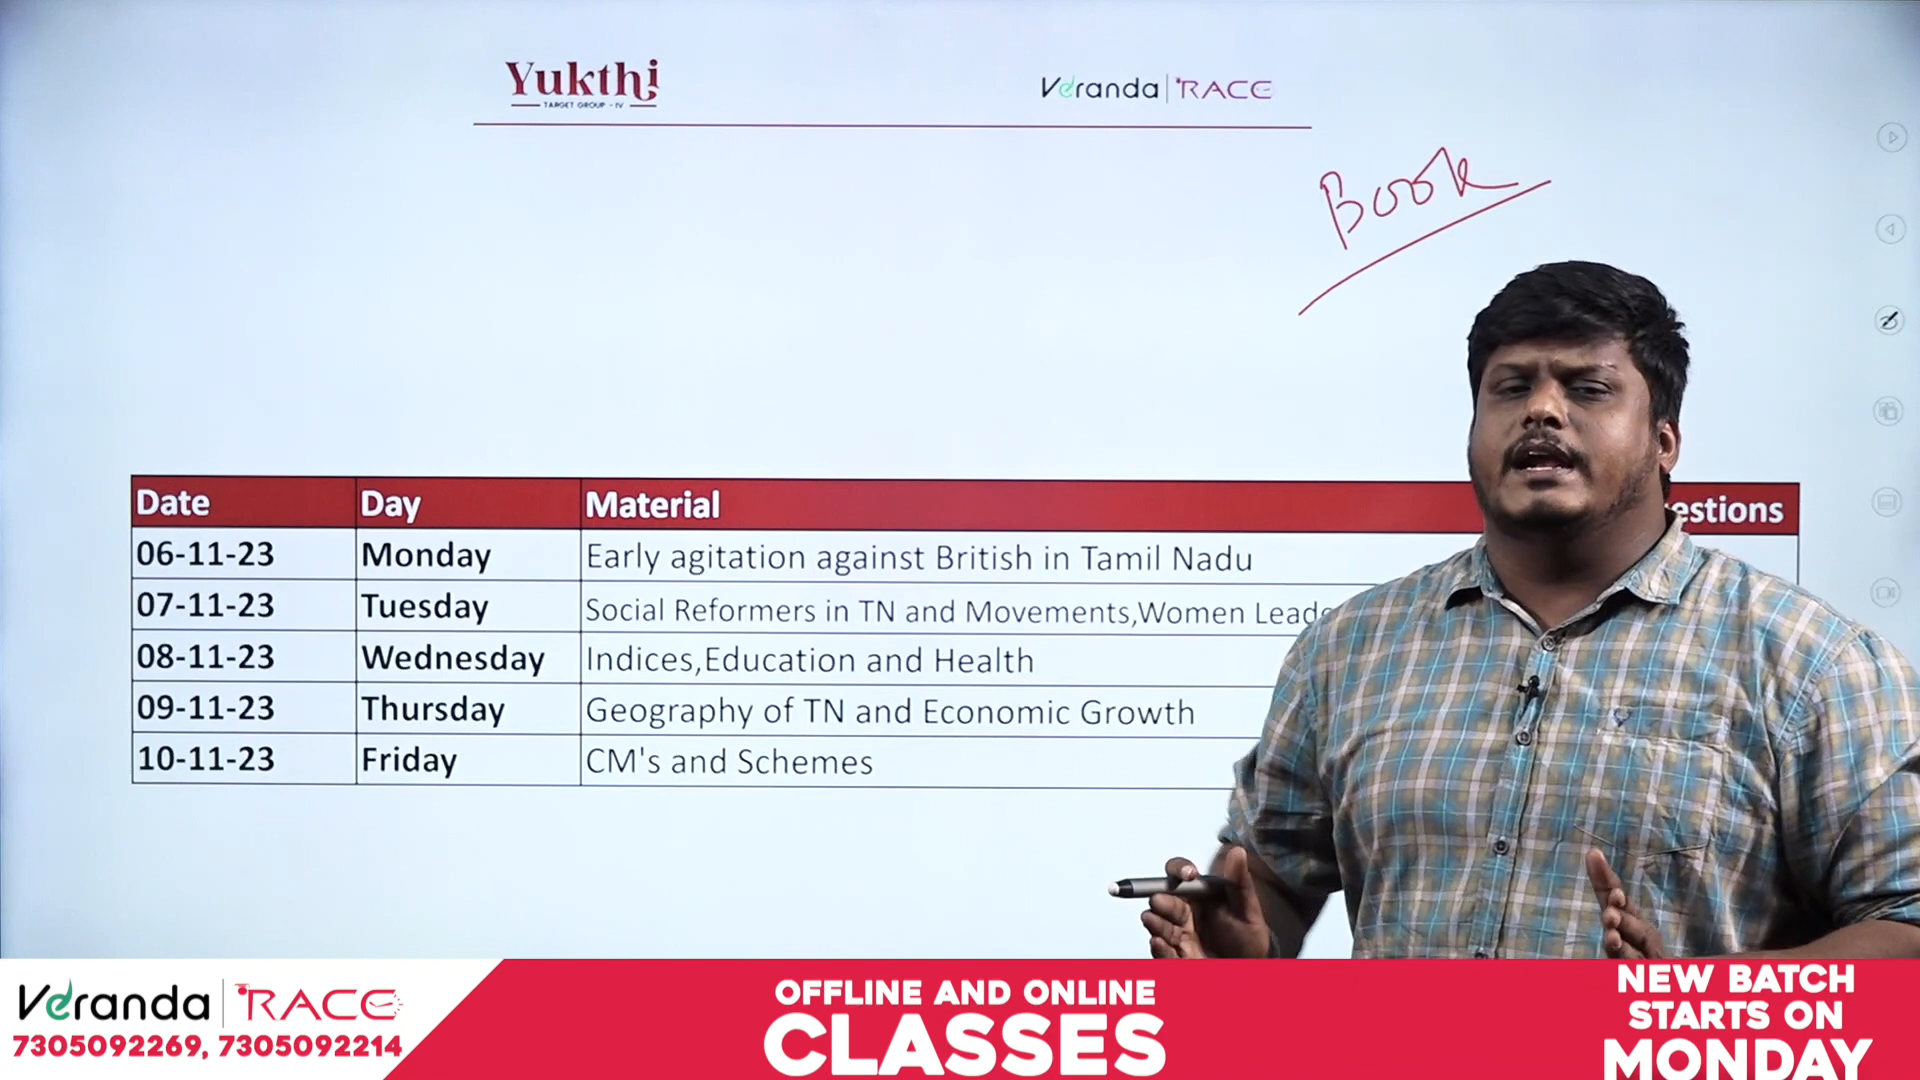 Yukthi
TARGET GROUP - IV
Veranda RACE
Book
Date Day Material
06-11-23 Monday Early agitation against British in Tamil Nadu
07-11-23 Tuesday Social Reformers in TN and Movements,Women
08-11-23 Wednesday Indices,Education and Health
09-11-23 Thursday Geography of TN and Economic Growth
10-11-23 Friday CM's and Schemes
Veranda RACE
7305092269, 7305092214
OFFLINE AND ONLINE
CLASSES
NEW BATCH
STARTS ON
MONDAY